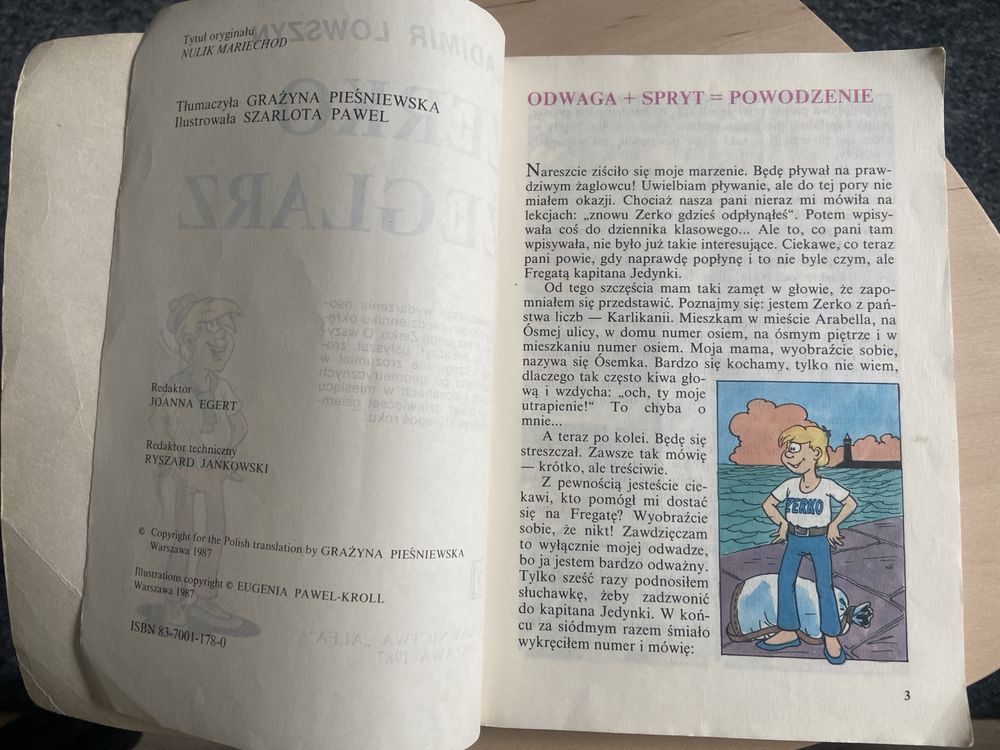 Tytuł oryginału
NULIK MARIECHOD
Tłumaczyła GRAŻYNA PIEŚNIEWSKA
Ilustrowała SZARLOTA PAWEL
Redaktor
JOANNA EGERT
Redaktor techniczny
RYSZARD JANKOWSKI
© Copyright for the Polish translation by GRAŻYNA PIEŚNIEWSKA
Warszawa 1987
Illustrations copyright © EUGENIA PAWEL-KROLL
Warszawa 1987
ISBN 83-7001-178-0
ODWAGA + SPRYT = POWODZENIE
Nareszcie ziściło się moje marzenie. Będę pływał na praw-
dziwym żaglowcu! Uwielbiam pływanie, ale do tej pory nie
miałem okazji. Chociaż nasza pani nieraz mi mówiła na
lekcjach: „znowu Zerko gdzieś odpłynąłeś“. Potem wpisy-
wała coś do dziennika klasowego... Ale to, co pani tam
wpisywała, nie było już takie interesujące. Ciekawe, co teraz
pani powie, gdy naprawdę popłynę i to nie byle czym, ale
Fregatą kapitana Jedynki.
Od tego szczęścia mam taki zamęt w głowie, że zapo-
mniałem się przedstawić. Poznajmy się: jestem Zerko z pań-
stwa liczb — Karlikanii. Mieszkam w mieście Arabella, na
Ósmej ulicy, w domu numer osiem, na ósmym piętrze i w
mieszkaniu numer osiem. Moja mama, wyobraźcie sobie,
nazywa się Ósemka. Bardzo się kochamy, tylko nie wiem,
dlaczego tak często kiwa gło-
wą i wzdycha: „och, ty moje
utrapienie!“ To chyba o
mnie...
A teraz po kolei. Będę się
streszczał. Zawsze tak mówię
— krótko, ale treściwie.
Z pewnością jesteście cie-
kawi, kto pomógł mi dostać
się na Fregatę? Wyobraźcie
sobie, że nikt! Zawdzięczam
to wyłącznie mojej odwadze,
bo ja jestem bardzo odważny.
Tylko sześć razy podnosiłem
słuchawkę, żeby zadzwonić
do kapitana Jedynki. W koń-
cu za siódmym razem śmiało
wykręciłem numer i mówię:
ZERKO
3